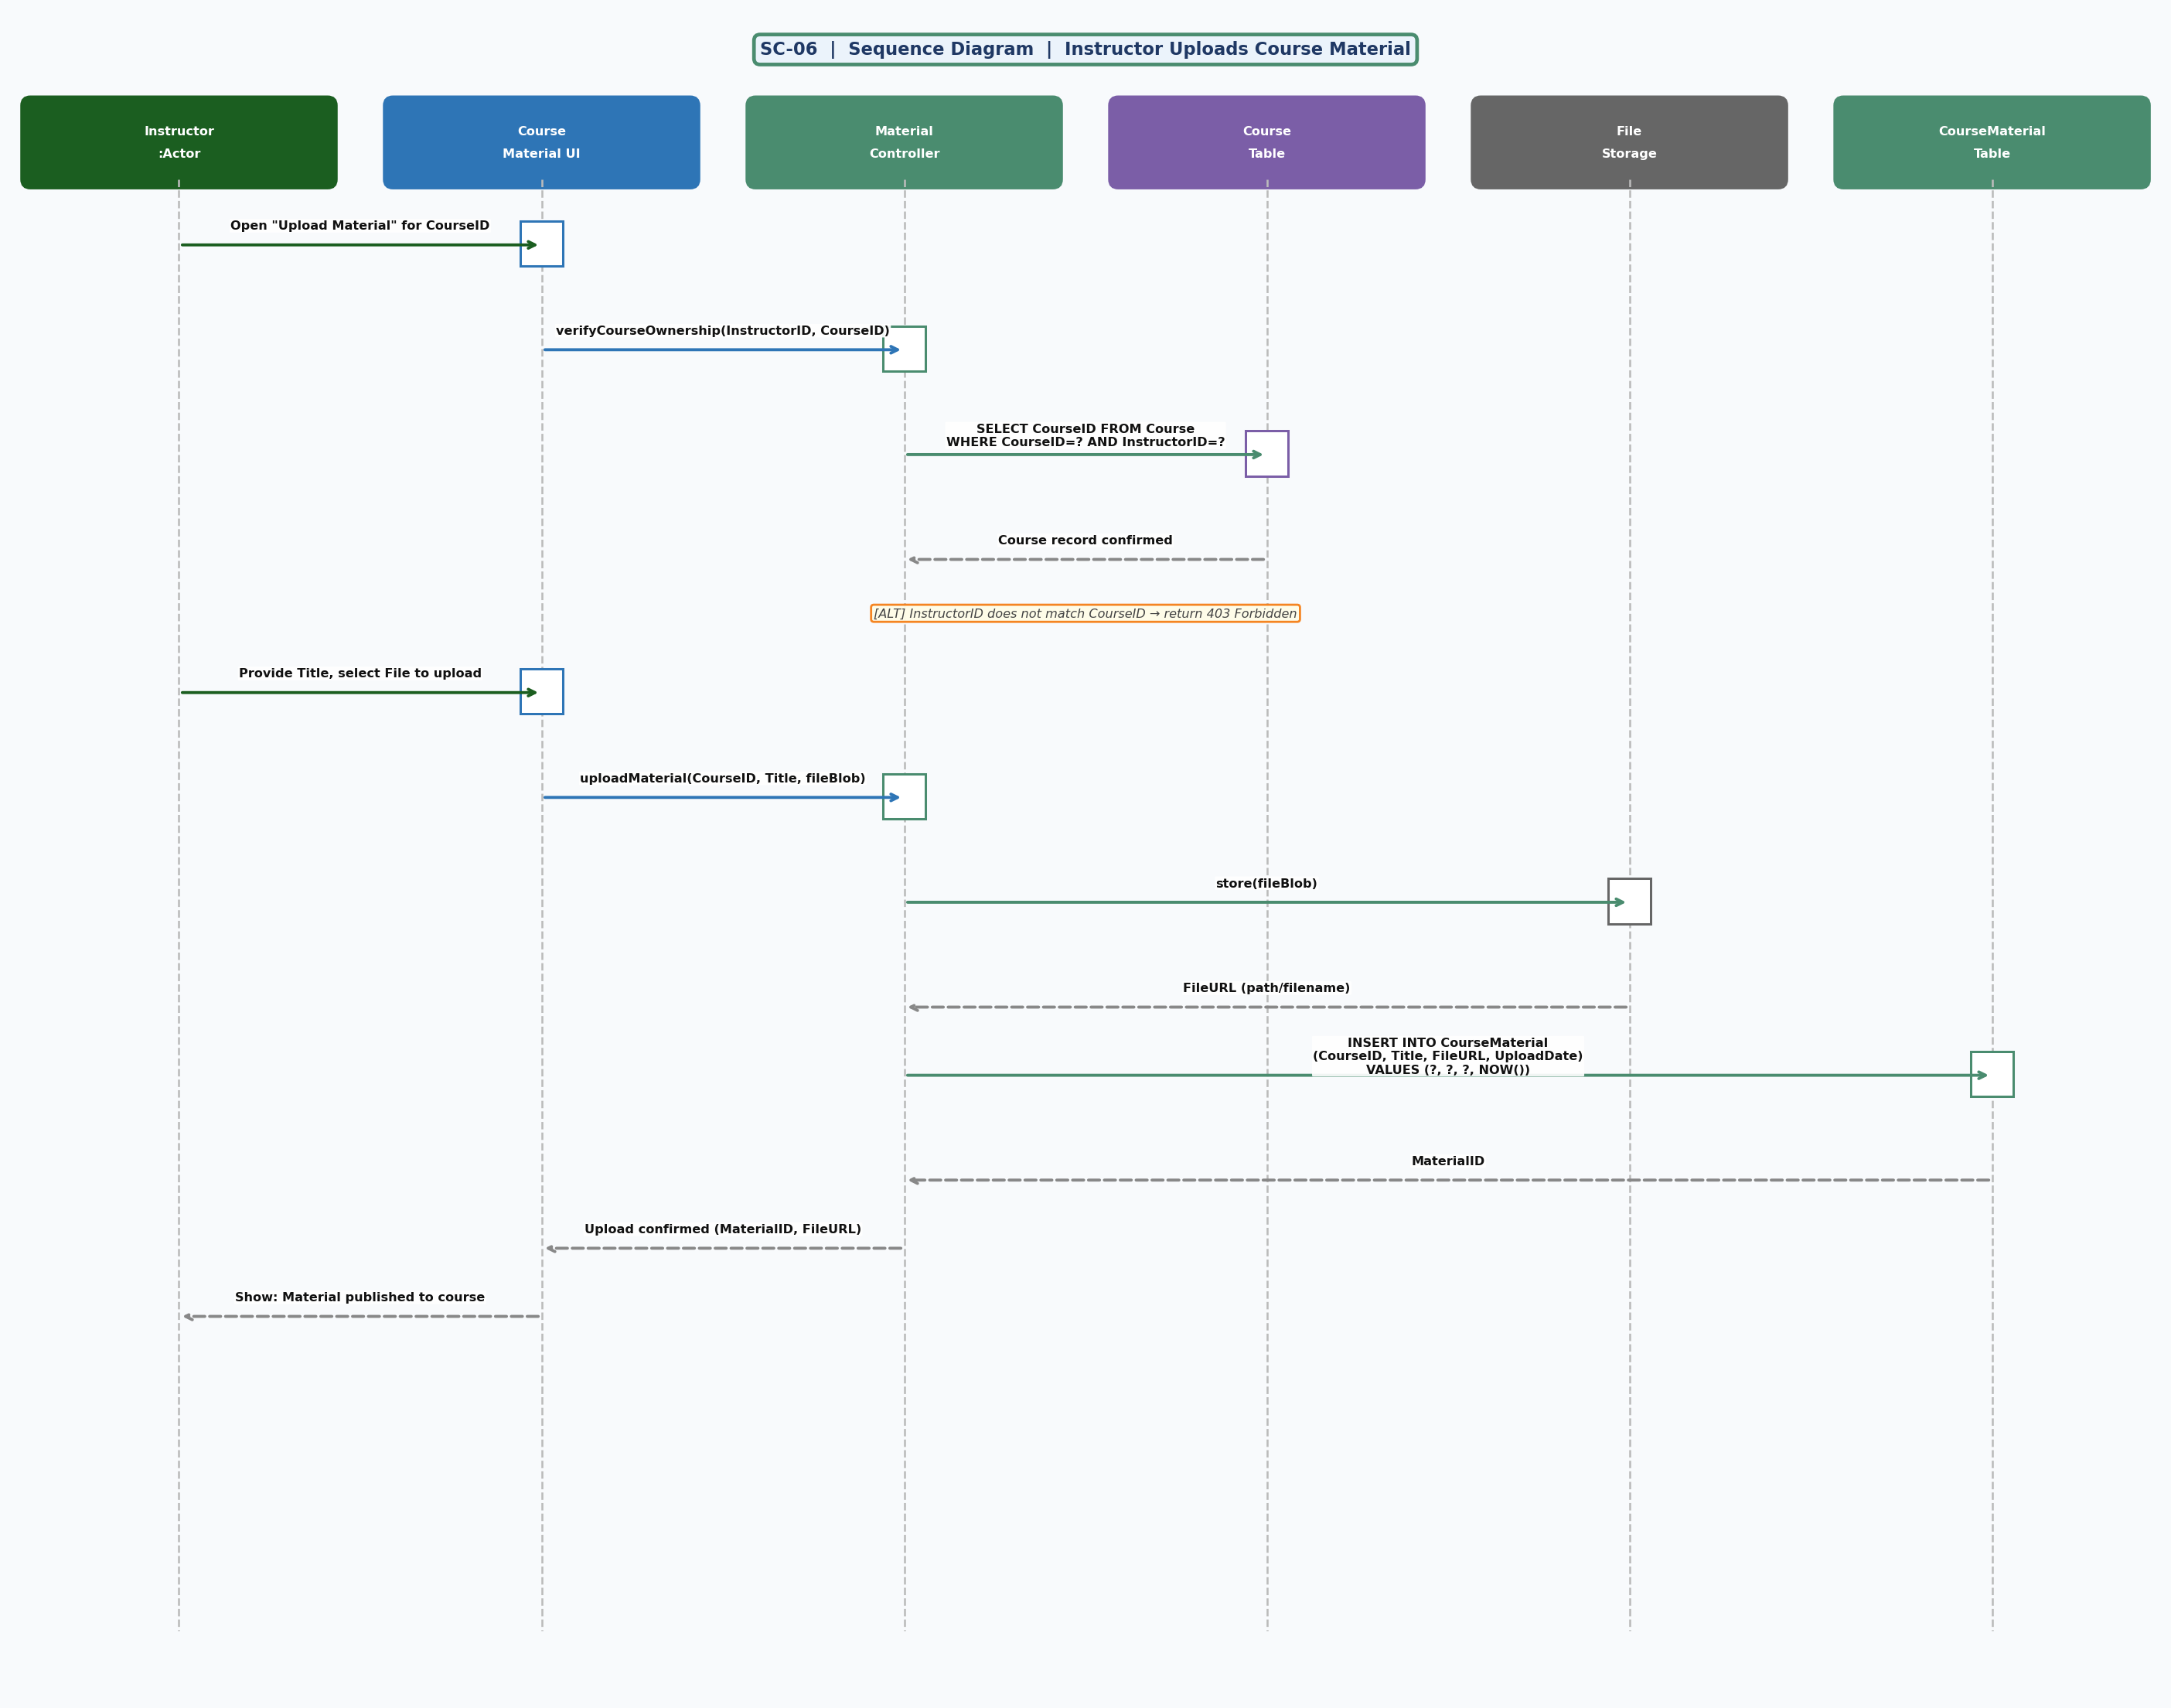 SC-06 | Sequence Diagram | Instructor Uploads Course Material
Instructor
:Actor
Course
Material UI
Material
Controller
Course
Table
File
Storage
CourseMaterial
Table
Open "Upload Material" for CourseID
verifyCourseOwnership(InstructorID, CourseID)
SELECT CourseID FROM Course
WHERE CourseID=? AND InstructorID=?
Course record confirmed
[ALT] InstructorID does not match CourseID → return 403 Forbidden
Provide Title, select File to upload
uploadMaterial(CourseID, Title, fileBlob)
store(fileBlob)
FileURL (path/filename)
INSERT INTO CourseMaterial
(CourseID, Title, FileURL, UploadDate)
VALUES (?, ?, ?, NOW())
MaterialID
Upload confirmed (MaterialID, FileURL)
Show: Material published to course